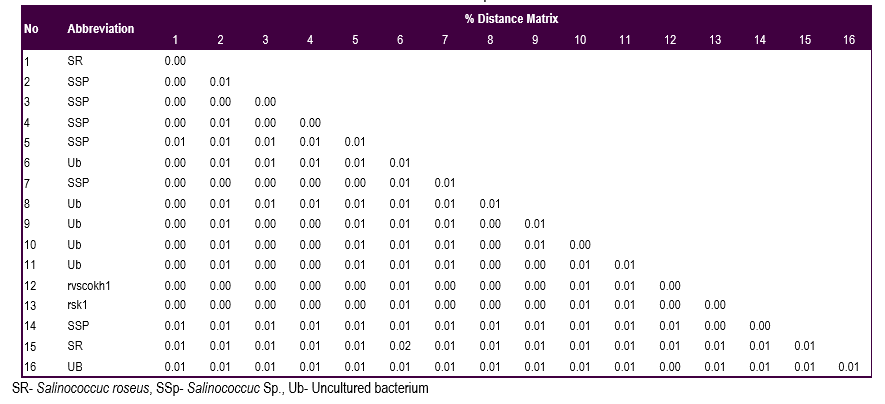 % Distance Matrix
No Abbreviation
1 2 3 4 5 6 7 8 9 10 11 12 13 14 15 16
1 SR 0.00
2 SSP 0.00 0.01
3 SSP 0.00 0.00 0.00
4 SSP 0.00 0.01 0.00 0.00
5 SSP 0.01 0.01 0.01 0.01 0.01
6 Ub 0.00 0.01 0.01 0.01 0.01 0.01
7 SSP 0.00 0.00 0.00 0.00 0.00 0.01 0.01
8 Ub 0.00 0.01 0.01 0.01 0.01 0.01 0.01 0.01
9 Ub 0.00 0.01 0.00 0.00 0.01 0.01 0.01 0.00 0.01
10 Ub 0.00 0.01 0.00 0.00 0.01 0.01 0.01 0.00 0.01 0.00
11 Ub 0.00 0.01 0.00 0.00 0.01 0.01 0.01 0.00 0.00 0.01 0.01
12 rvscokh1 0.00 0.00 0.00 0.00 0.00 0.01 0.00 0.00 0.00 0.01 0.01 0.00
13 rsk1 0.00 0.00 0.00 0.00 0.00 0.01 0.00 0.00 0.00 0.01 0.01 0.00 0.00
14 SSP 0.01 0.01 0.01 0.01 0.01 0.01 0.01 0.01 0.01 0.01 0.01 0.01 0.00 0.00
15 SR 0.01 0.01 0.01 0.01 0.01 0.02 0.01 0.01 0.01 0.01 0.01 0.01 0.01 0.01 0.01
16 UB 0.01 0.01 0.01 0.01 0.01 0.01 0.01 0.01 0.01 0.01 0.01 0.00 0.01 0.01 0.01 0.01
SR- Salinococcuc roseus, SSp- Salinococcuc Sp., Ub- Uncultured bacterium